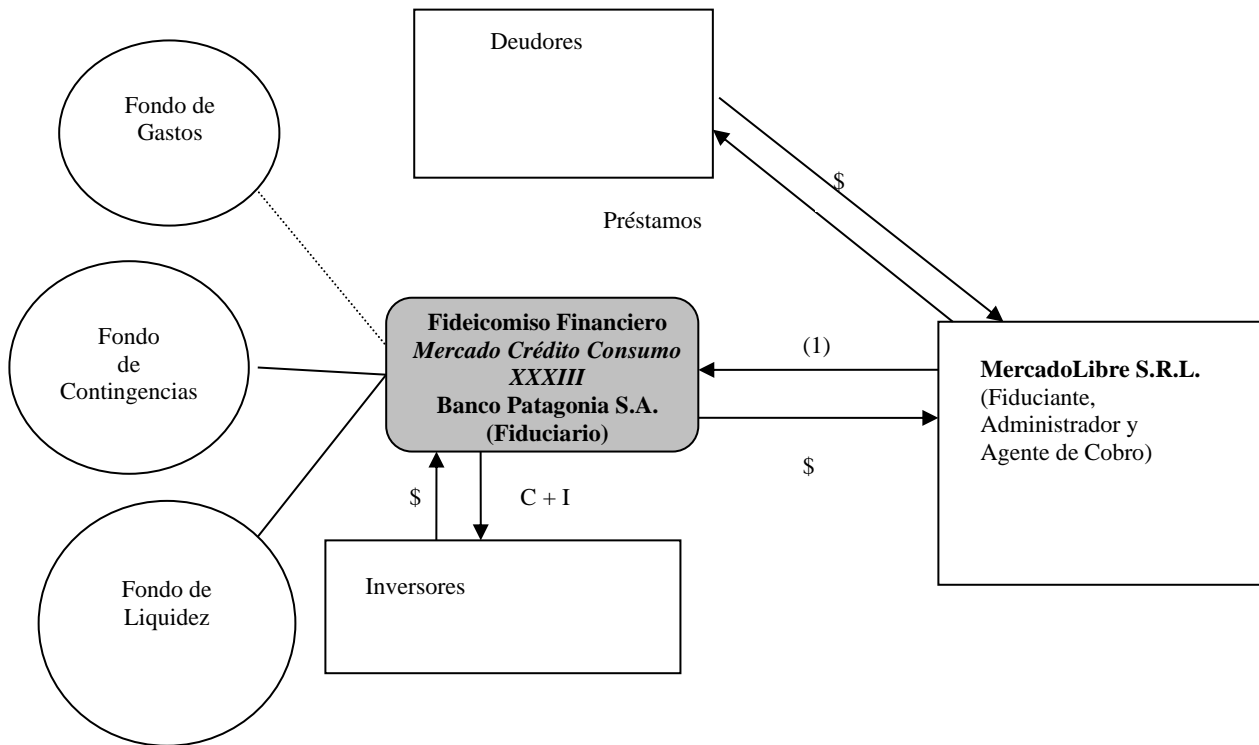 Deudores
Fondo de
Gastos
$
Préstamos
Fideicomiso Financiero
Mercado Crédito Consumo
XXXIII
Banco Patagonia S.A.
(Fiduciario)
Fondo
de
Contingencias
(1)
MercadoLibre S.R.L.
(Fiduciante,
Administrador y
Agente de Cobro)
$
$
C + I
Fondo de
Liquidez
Inversores